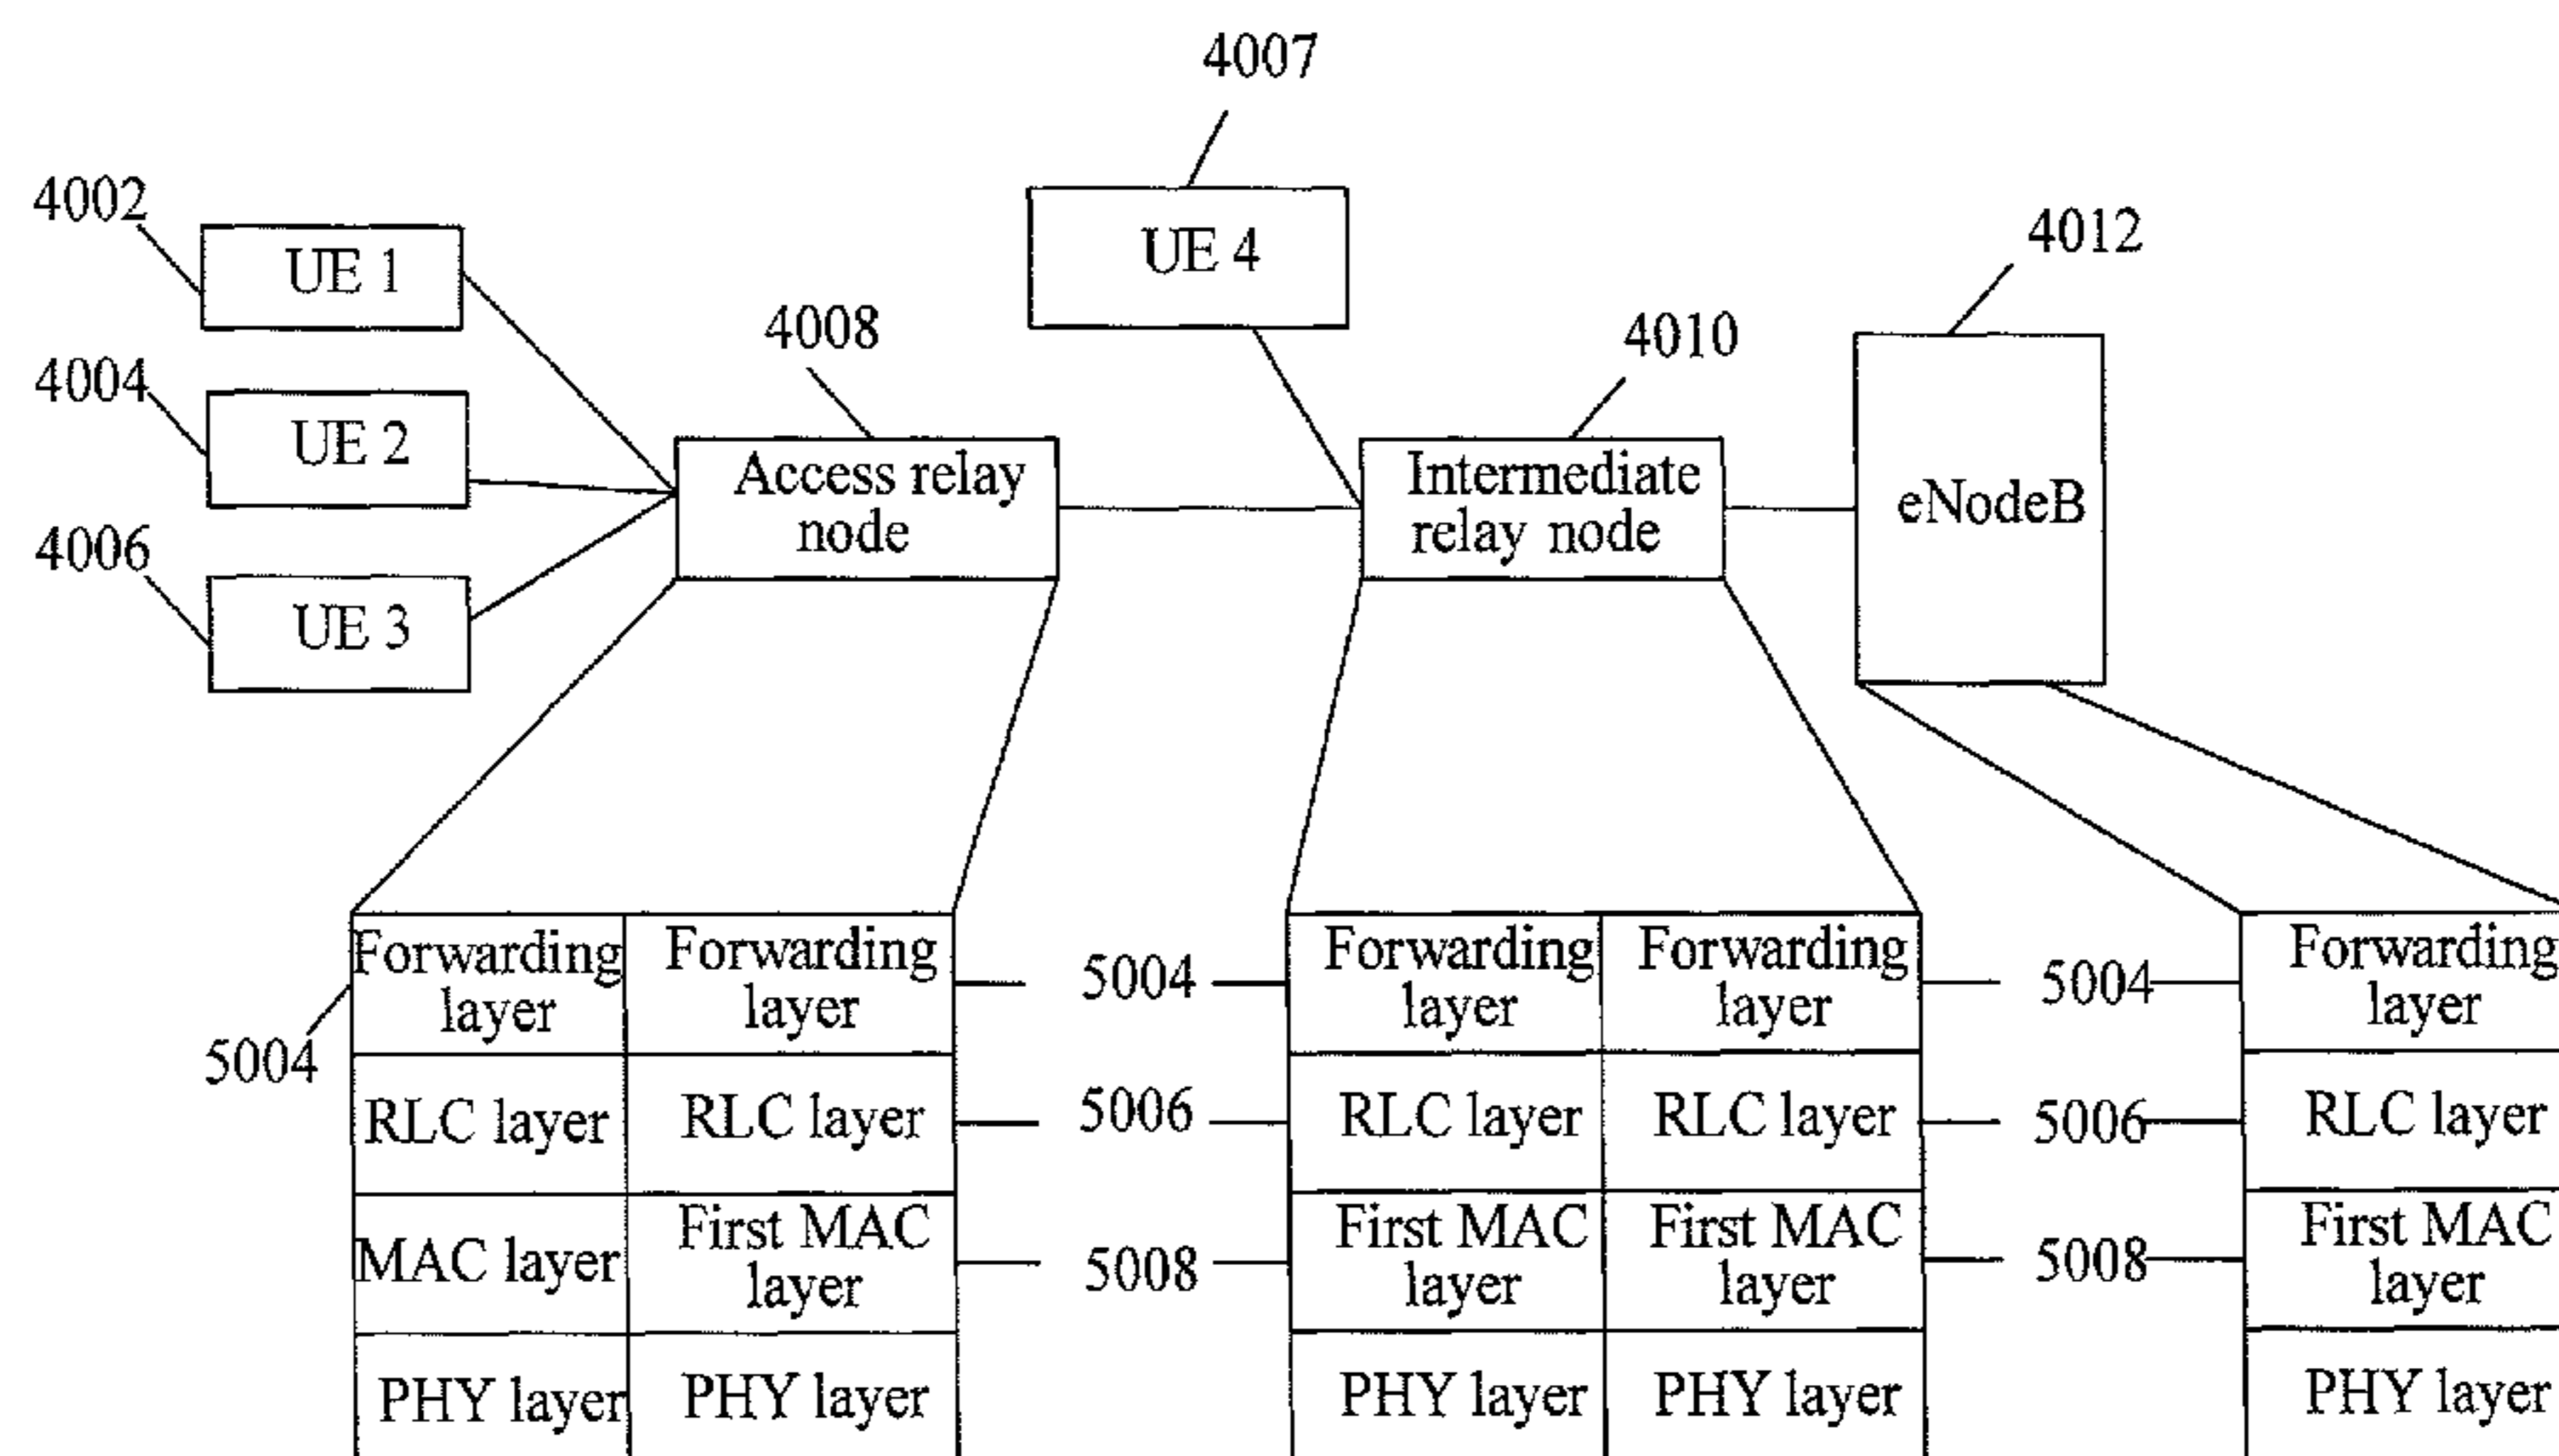 4007
4002
UE 1
UE 4
4012
4004
UE 2
4008
4010
Access relay
node
Intermediate
relay node
eNodeB
4006
UE 3
Forwarding
layer
Forwarding
layer
5004
Forwarding
layer
Forwarding
layer
5004
Forwarding
layer
5004
RLC layer
RLC layer
5006
RLC layer
RLC layer
5006
RLC layer
MAC layer
First MAC
layer
5008
First MAC
layer
First MAC
layer
5008
First MAC
layer
PHY layer
PHY layer
PHY layer
PHY layer
PHY layer